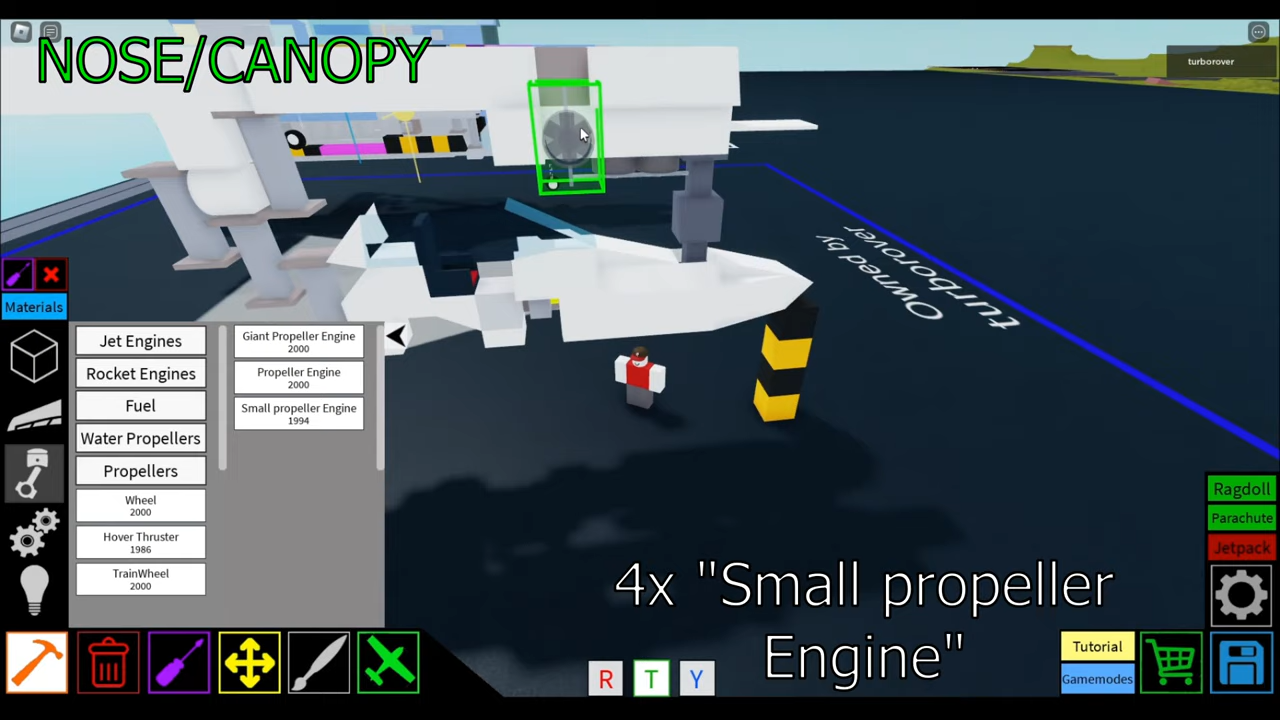 NOSE/CANOPY
turborover
Owned by
turborover
Materials
Jet Engines
Rocket Engines
Fuel
Water Propellers
Propellers
Wheel
2000
Hover Thruster
1986
TrainWheel
2000
Giant Propeller Engine
2000
Propeller Engine
2000
Small propeller Engine
1994
Ragdoll
Parachute
Jetpack
4x "Small propeller
Engine"
R T Y
Tutorial
Gamemodes